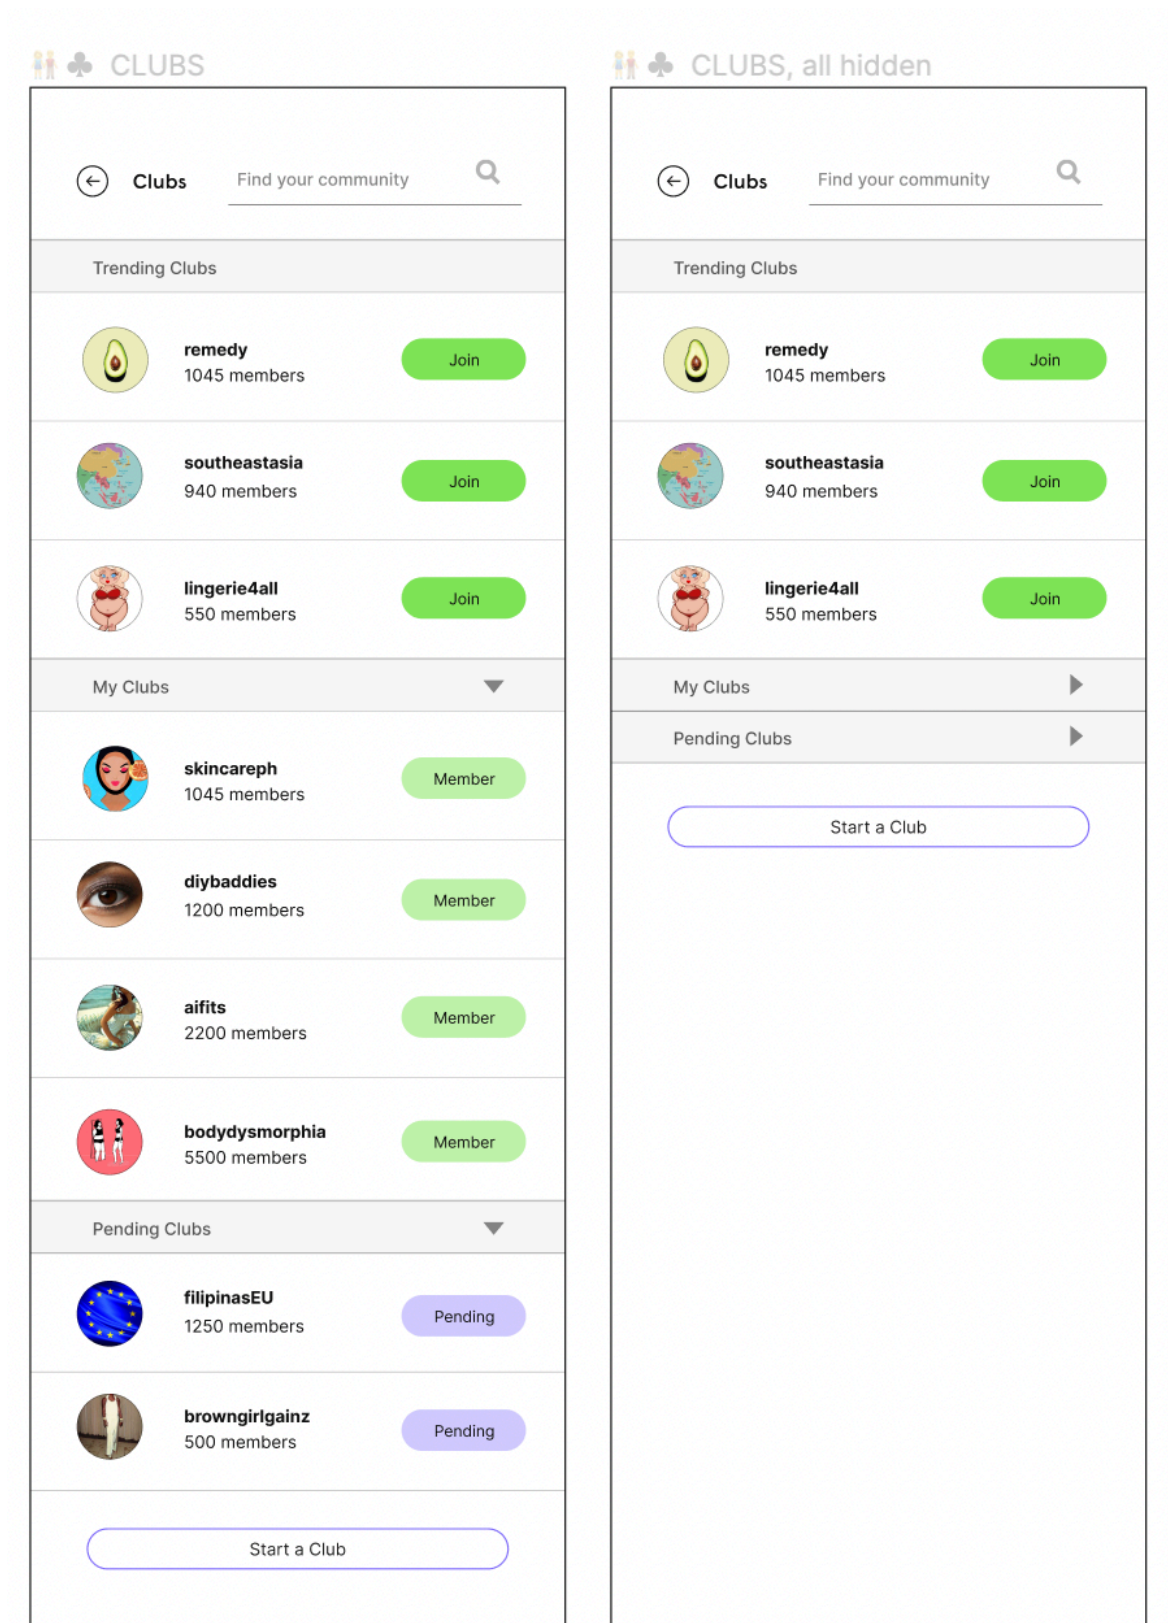 CLUBS
Clubs
Find your community
Trending Clubs
remedy
1045 members
Join
southeastasia
940 members
Join
lingerie4all
550 members
Join
My Clubs
skincareph
1045 members
Member
diybaddies
1200 members
Member
aifits
2200 members
Member
bodydysmorphia
5500 members
Member
Pending Clubs
filipinasEU
1250 members
Pending
browngirlgainz
500 members
Pending
Start a Club
CLUBS, all hidden
Clubs
Find your community
Trending Clubs
remedy
1045 members
Join
southeastasia
940 members
Join
lingerie4all
550 members
Join
My Clubs
Pending Clubs
Start a Club